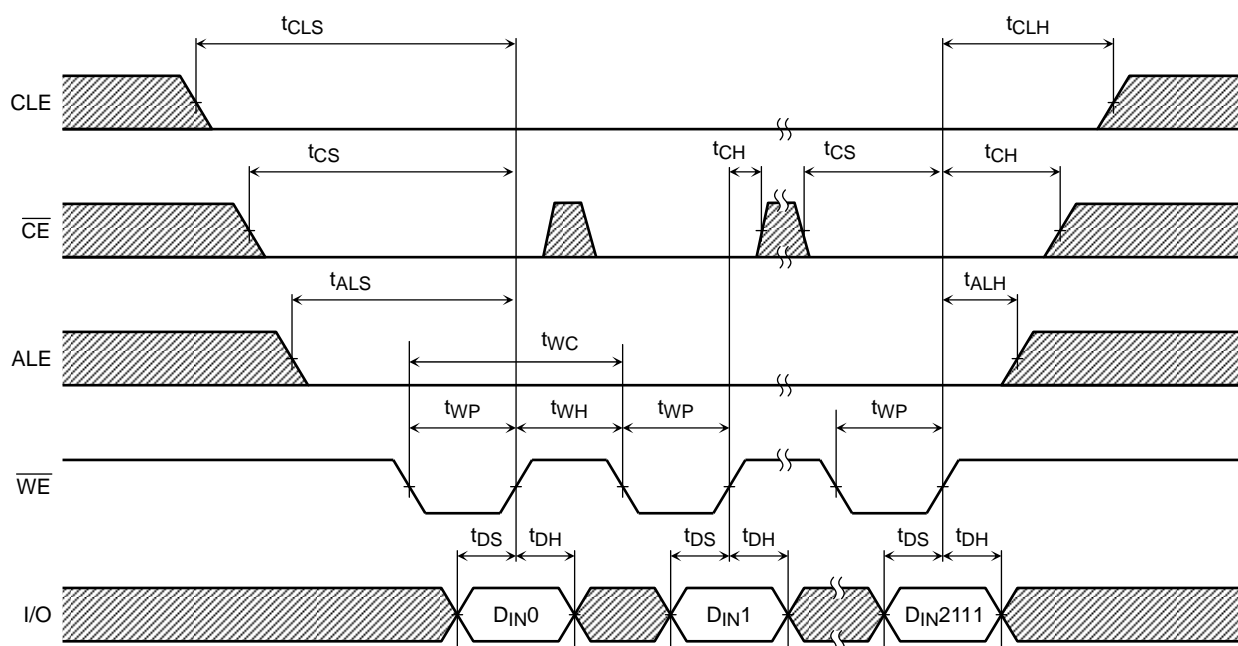 tCLS tCLH
CLE
tCS tCH tCS tCH
CE
tALS tALH
ALE
tWC
tWP tWH tWP tWP
WE
tDS tDH tDS tDH tDS tDH
I/O DIN0 DIN1 DIN2111